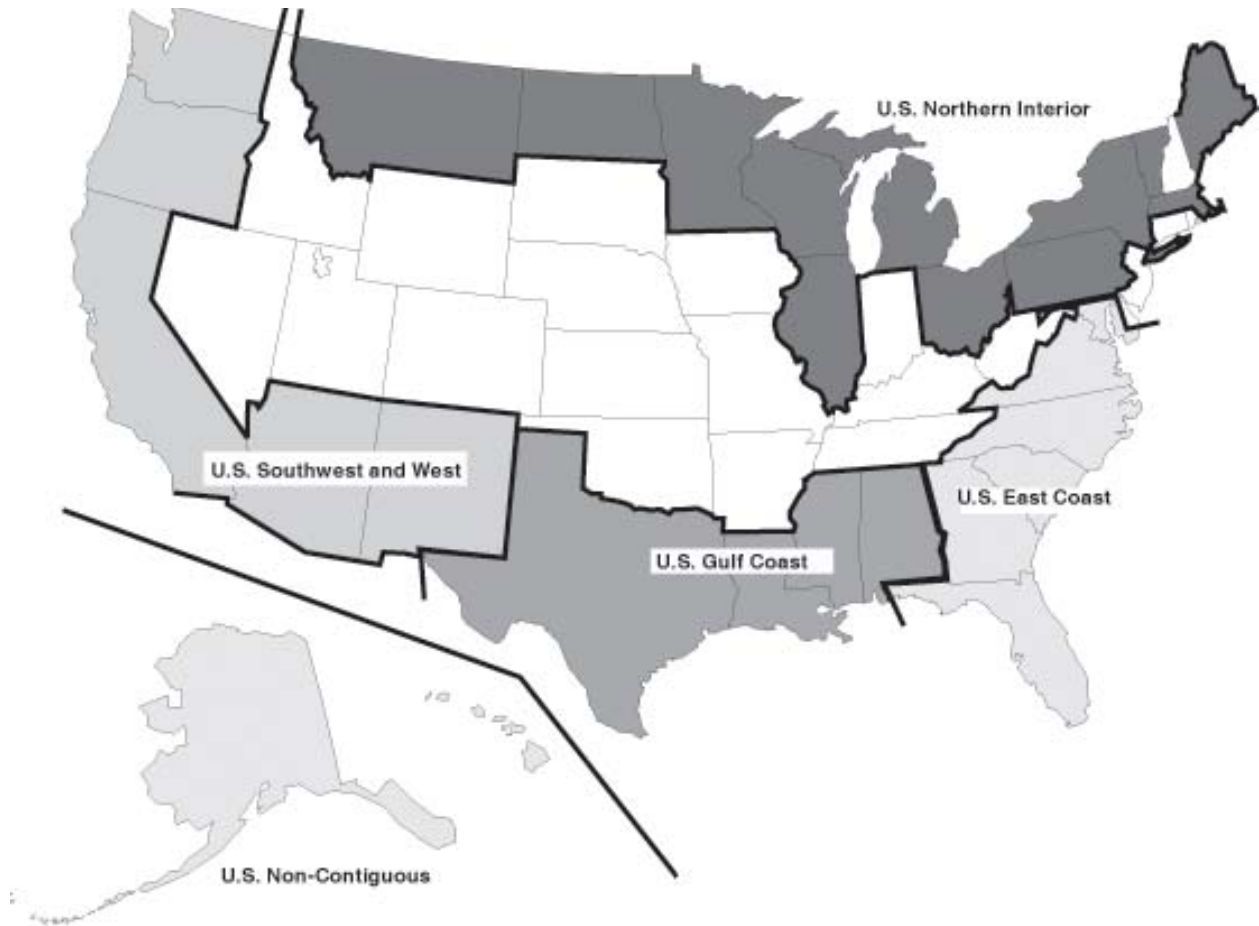 U.S. Northern Interior
U.S. Southwest and West
U.S. East Coast
U.S. Gulf Coast
U.S. Non-Contiguous